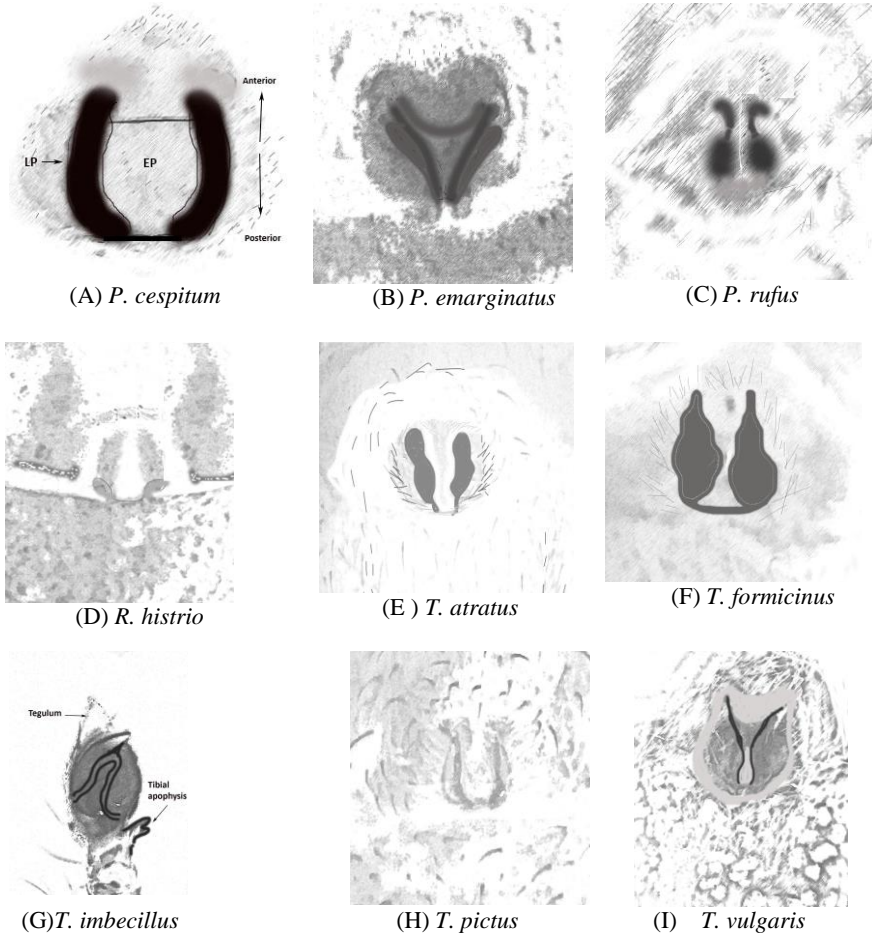 Anterior
LP
EP
Posterior
(A) P. cespitum
(B) P. emarginatus
(C) P. rufus
(D) R. histrio
(E ) T. atratus
(F) T. formicinus
Tegulum
Tibial
apophysis
(G)T. imbecillus
(H) T. pictus
(I) T. vulgaris